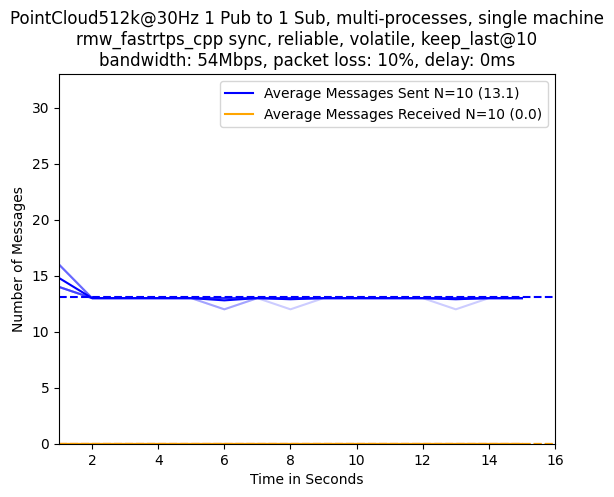 PointCloud512k@30Hz 1 Pub to 1 Sub, multi-processes, single machine
rmw_fastrtps_cpp sync, reliable, volatile, keep_last@10
bandwidth: 54Mbps, packet loss: 10%, delay: 0ms
Average Messages Sent N=10 (13.1)
Average Messages Received N=10 (0.0)
Number of Messages
30
25
20
15
10
5
0
2 4 6 8 10 12 14 16
Time in Seconds